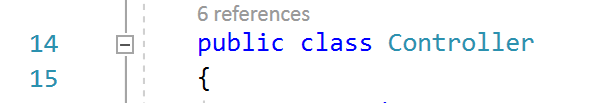 6 references
14 public class Controller
15 {